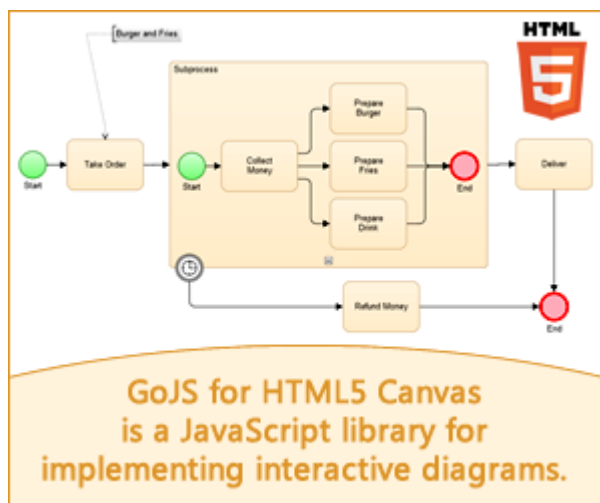 HTML
5
Burger and Fries
Subprocess
Start
Take Order
Start
Collect
Money
Prepare
Burger
Prepare
Fries
Prepare
Drink
End
Deliver
Refund Money
End
GoJS for HTML5 Canvas
is a JavaScript library for
implementing interactive diagrams.